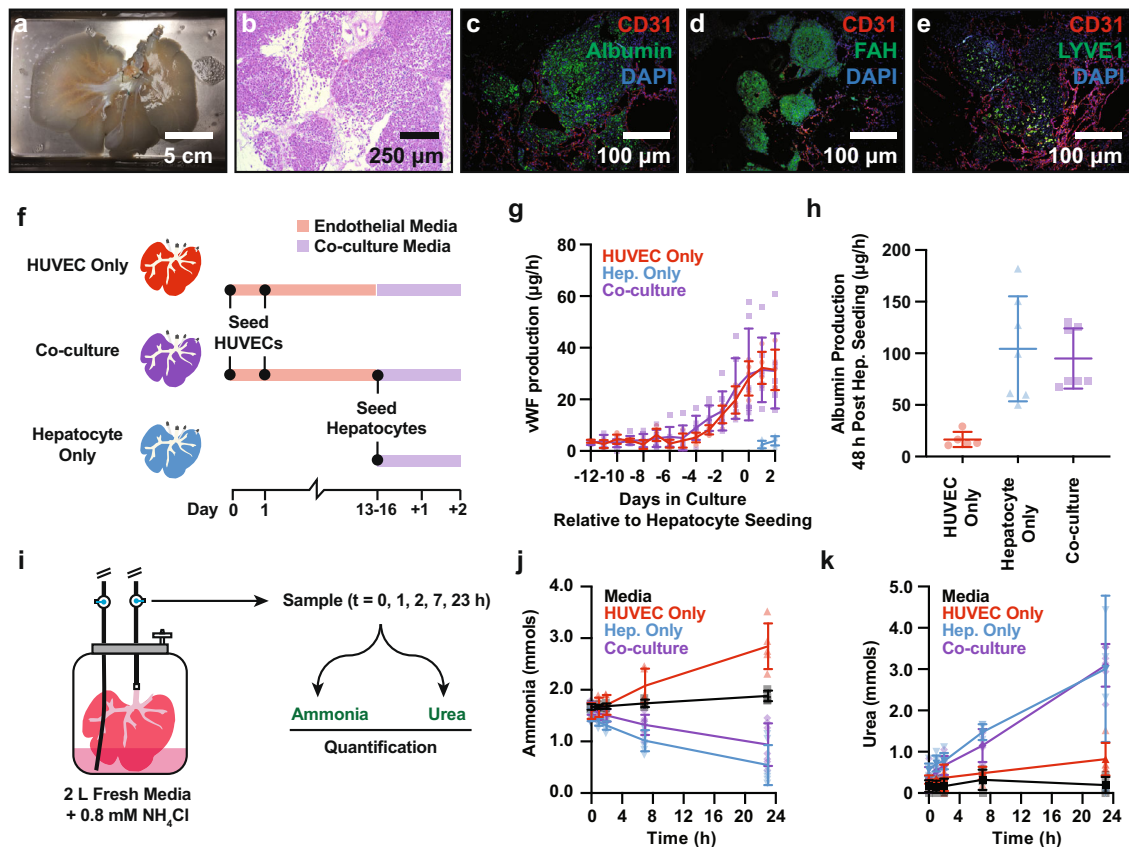 a
5 cm
b
250 μm
c
CD31
Albumin
DAPI
100 μm
d
CD31
FAH
DAPI
100 μm
e
CD31
LYVE1
DAPI
100 μm
f
Endothelial Media
Co-culture Media
HUVEC Only
Seed
HUVECs
Co-culture
Seed
Hepatocytes
Hepatocyte
Only
Day 0 1 13-16 +1 +2
g
vWF production (μg/h)
80
60
40
20
0
HUVEC Only
Hep. Only
Co-culture
-12 -10 -8 -6 -4 -2 0 2
Days in Culture
Relative to Hepatocyte Seeding
h
Albumin Production
48 h Post Hep. Seeding (μg/h)
200
150
100
50
0
HUVEC
Only
Hepatocyte
Only
Co-culture
i
Sample (t = 0, 1, 2, 7, 23 h)
Ammonia Urea
Quantification
2 L Fresh Media
+ 0.8 mM NH₄Cl
j
Ammonia (mmols)
4.0
3.0
2.0
1.0
0.0
Media
HUVEC Only
Hep. Only
Co-culture
0 4 8 12 16 20 24
Time (h)
k
Urea (mmols)
5.0
4.0
3.0
2.0
1.0
0.0
Media
HUVEC Only
Hep. Only
Co-culture
0 4 8 12 16 20 24
Time (h)